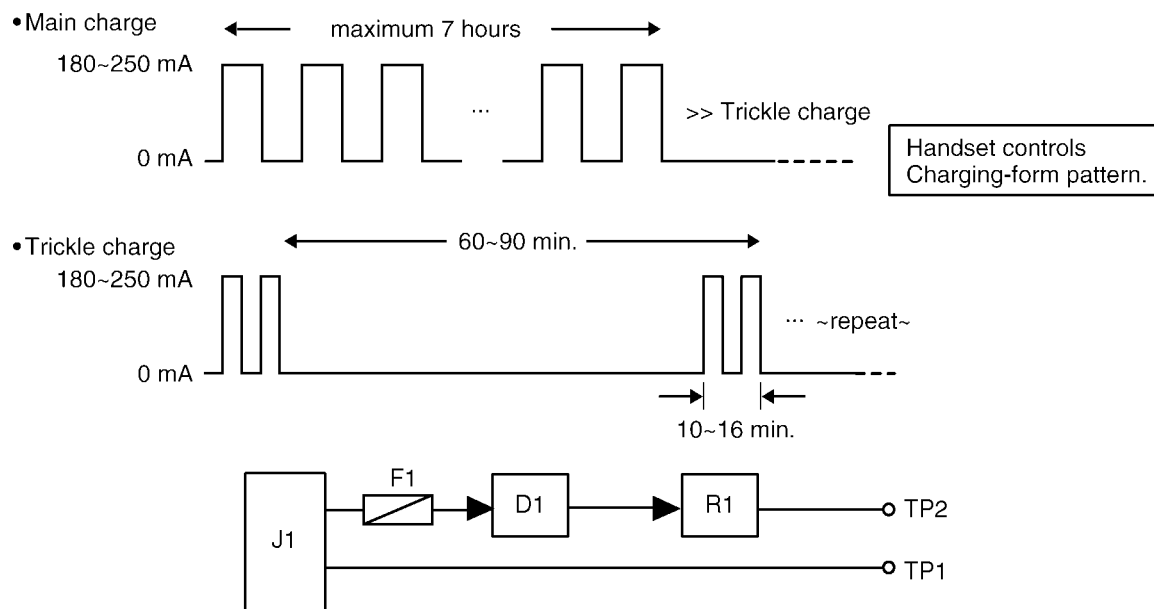 •Main charge
maximum 7 hours
180~250 mA
...
>> Trickle charge
0 mA
Handset controls
Charging-form pattern.
•Trickle charge
60~90 min.
180~250 mA
... ~repeat~
0 mA
10~16 min.
F1
D1
R1
TP2
J1
TP1